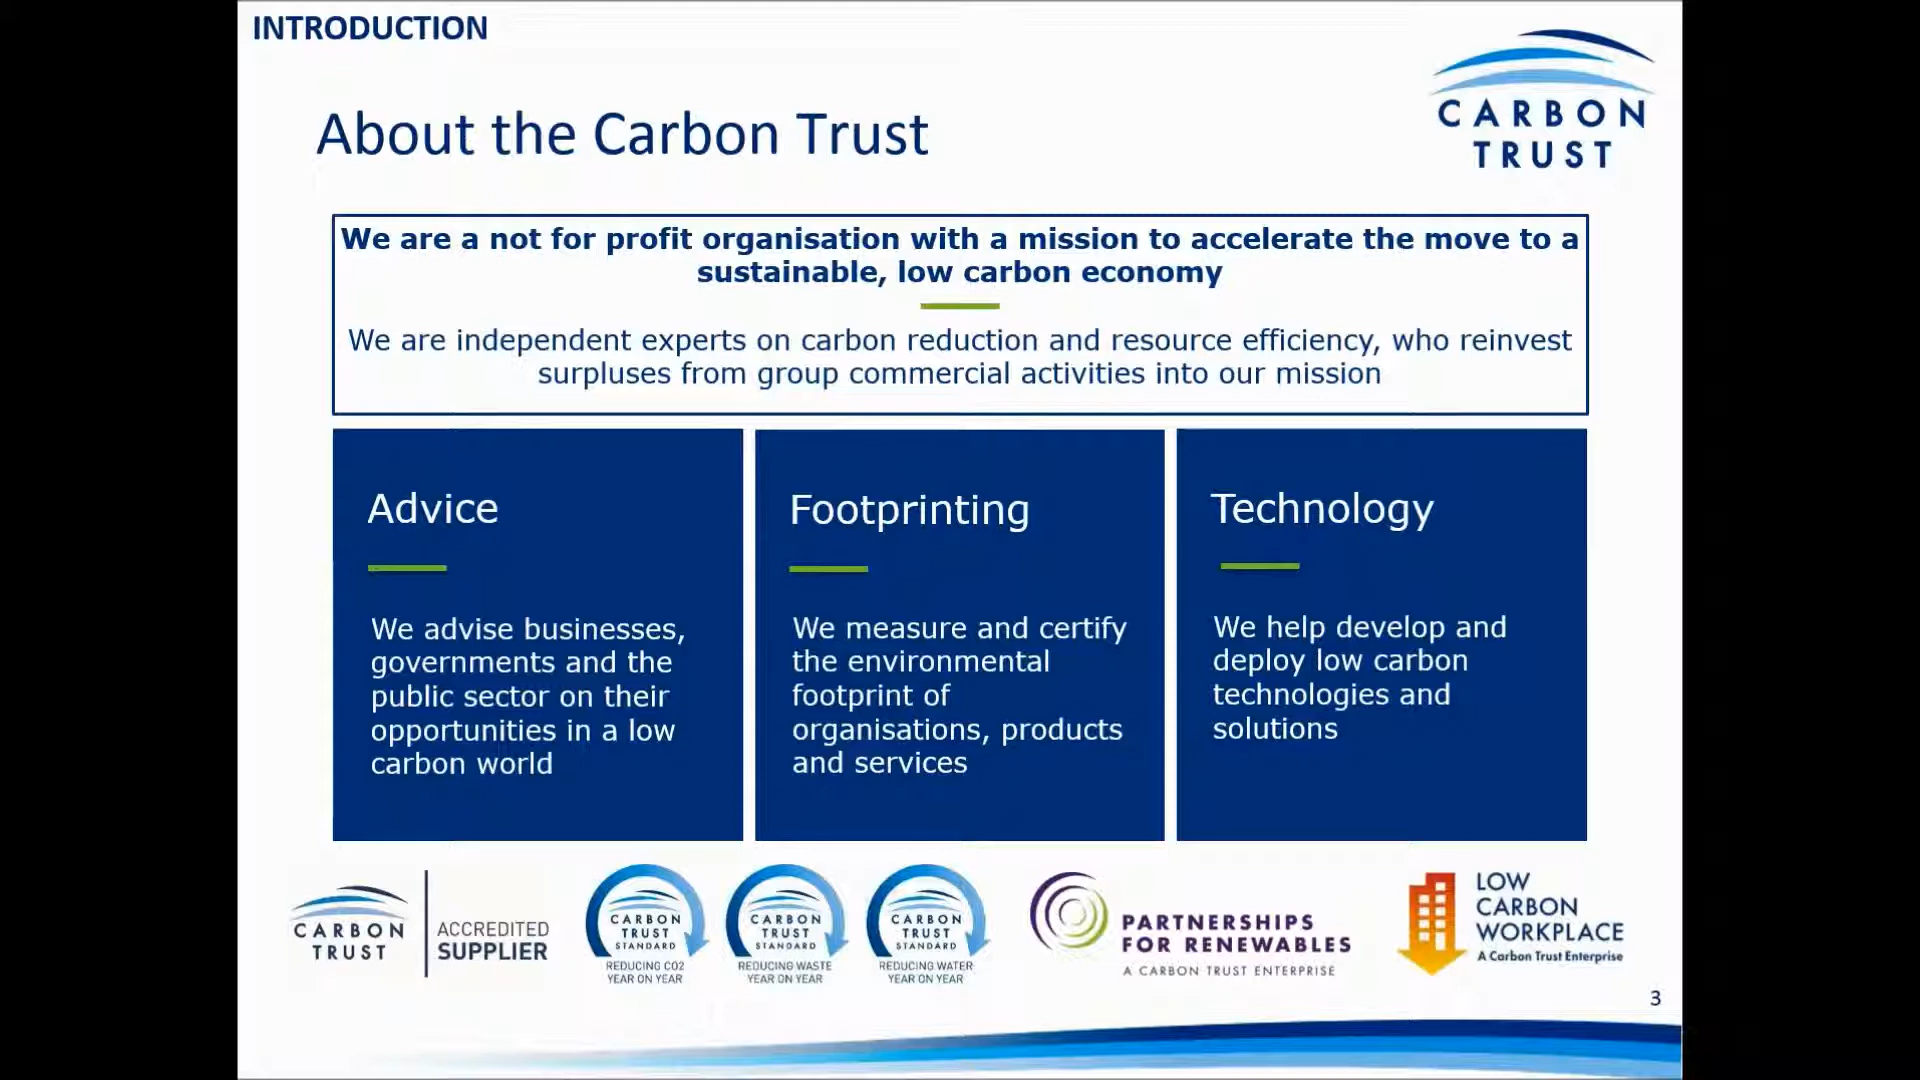 INTRODUCTION
CARBON
TRUST
About the Carbon Trust
We are a not for profit organisation with a mission to accelerate the move to a
sustainable, low carbon economy
We are independent experts on carbon reduction and resource efficiency, who reinvest
surpluses from group commercial activities into our mission
Advice
We advise businesses,
governments and the
public sector on their
opportunities in a low
carbon world
Footprinting
We measure and certify
the environmental
footprint of
organisations, products
and services
Technology
We help develop and
deploy low carbon
technologies and
solutions
CARBON
TRUST
ACCREDITED
SUPPLIER
CARBON
TRUST
STANDARD
REDUCING CO2
YEAR ON YEAR
CARBON
TRUST
STANDARD
REDUCING WASTE
YEAR ON YEAR
CARBON
TRUST
STANDARD
REDUCING WATER
YEAR ON YEAR
PARTNERSHIPS
FOR RENEWABLES
A CARBON TRUST ENTERPRISE
LOW
CARBON
WORKPLACE
A Carbon Trust Enterprise
3